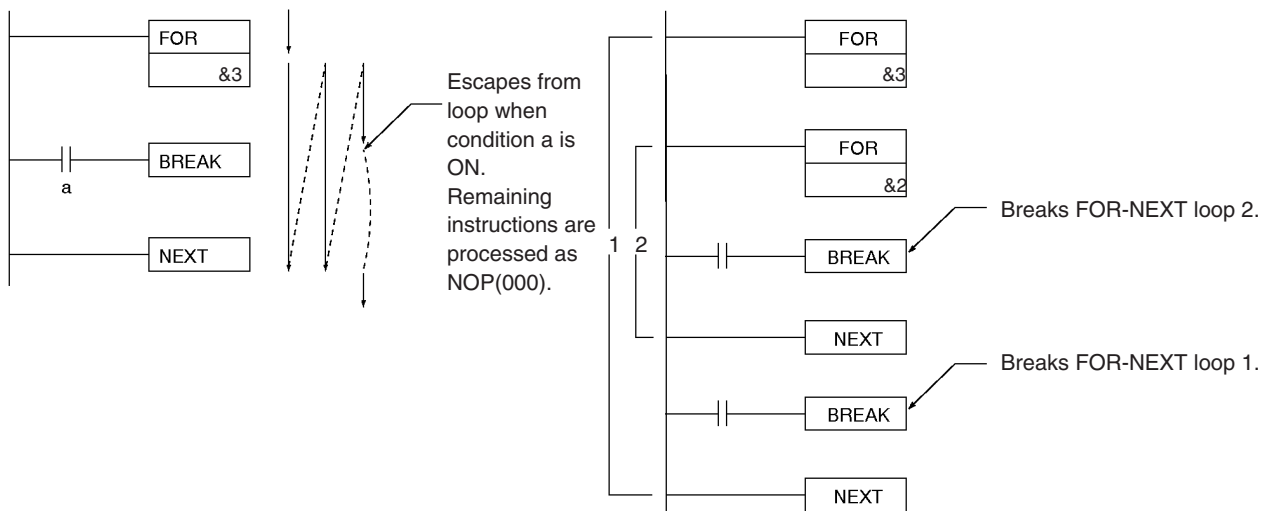 FOR
&3
a
BREAK
NEXT
Escapes from
loop when
condition a is
ON.
Remaining
instructions are
processed as
NOP(000).
1
2
FOR
&3
FOR
&2
BREAK
Breaks FOR-NEXT loop 2.
NEXT
BREAK
Breaks FOR-NEXT loop 1.
NEXT